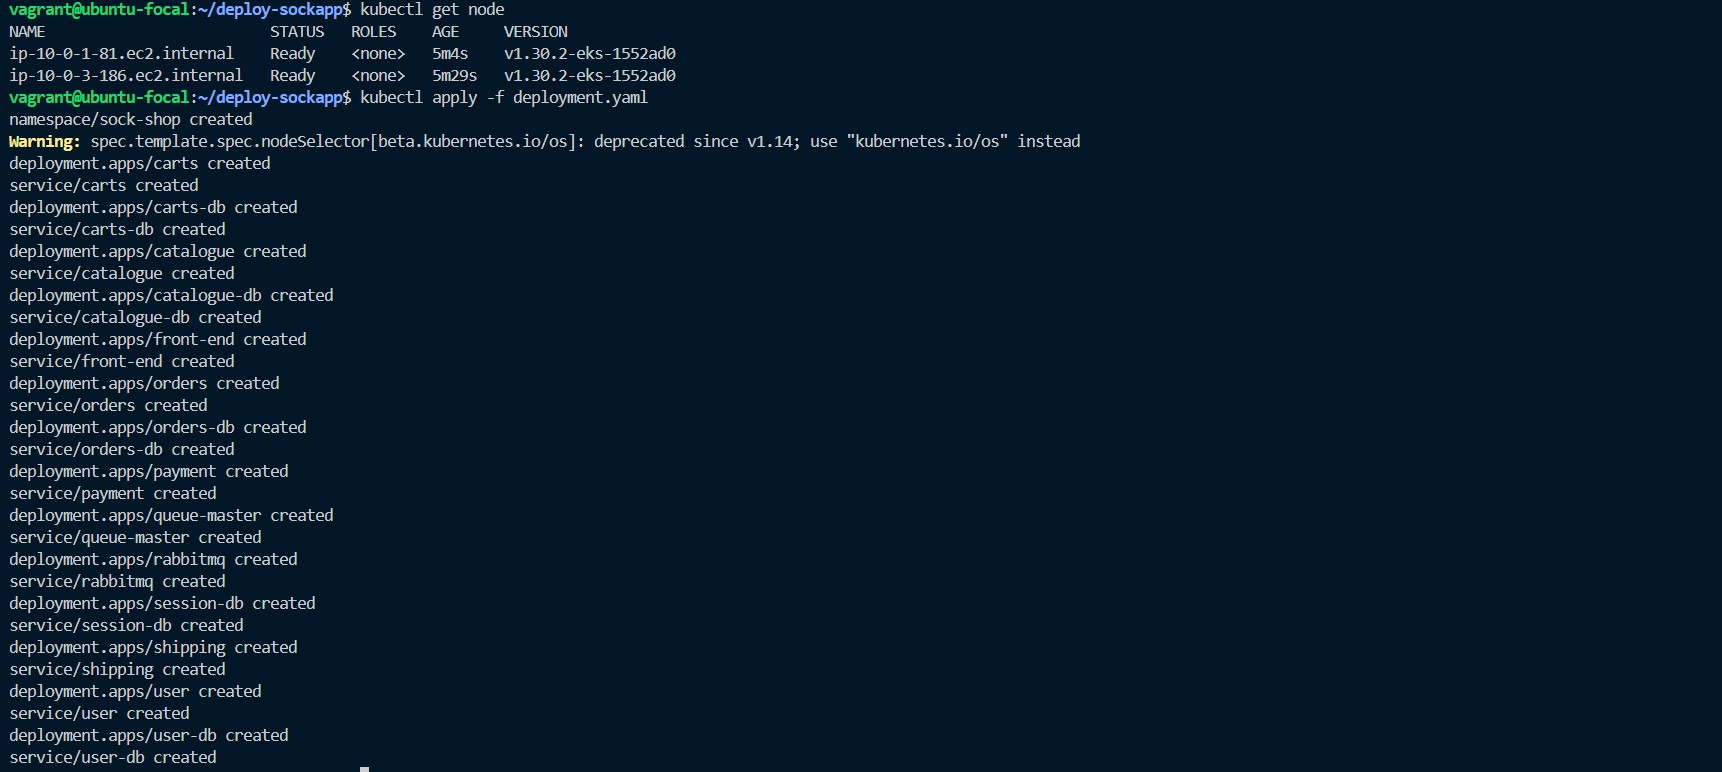 vagrant@ubuntu-focal:~/deploy-sockapp$ kubectl get node
NAME STATUS ROLES AGE VERSION
ip-10-0-1-81.ec2.internal Ready <none> 5m4s v1.30.2-eks-1552ad0
ip-10-0-3-186.ec2.internal Ready <none> 5m29s v1.30.2-eks-1552ad0
vagrant@ubuntu-focal:~/deploy-sockapp$ kubectl apply -f deployment.yaml
namespace/sock-shop created
Warning: spec.template.spec.nodeSelector[beta.kubernetes.io/os]: deprecated since v1.14; use "kubernetes.io/os" instead
deployment.apps/carts created
service/carts created
deployment.apps/carts-db created
service/carts-db created
deployment.apps/catalogue created
service/catalogue created
deployment.apps/catalogue-db created
service/catalogue-db created
deployment.apps/front-end created
service/front-end created
deployment.apps/orders created
service/orders created
deployment.apps/orders-db created
service/orders-db created
deployment.apps/payment created
service/payment created
deployment.apps/queue-master created
service/queue-master created
deployment.apps/rabbitmq created
service/rabbitmq created
deployment.apps/session-db created
service/session-db created
deployment.apps/shipping created
service/shipping created
deployment.apps/user created
service/user created
deployment.apps/user-db created
service/user-db created